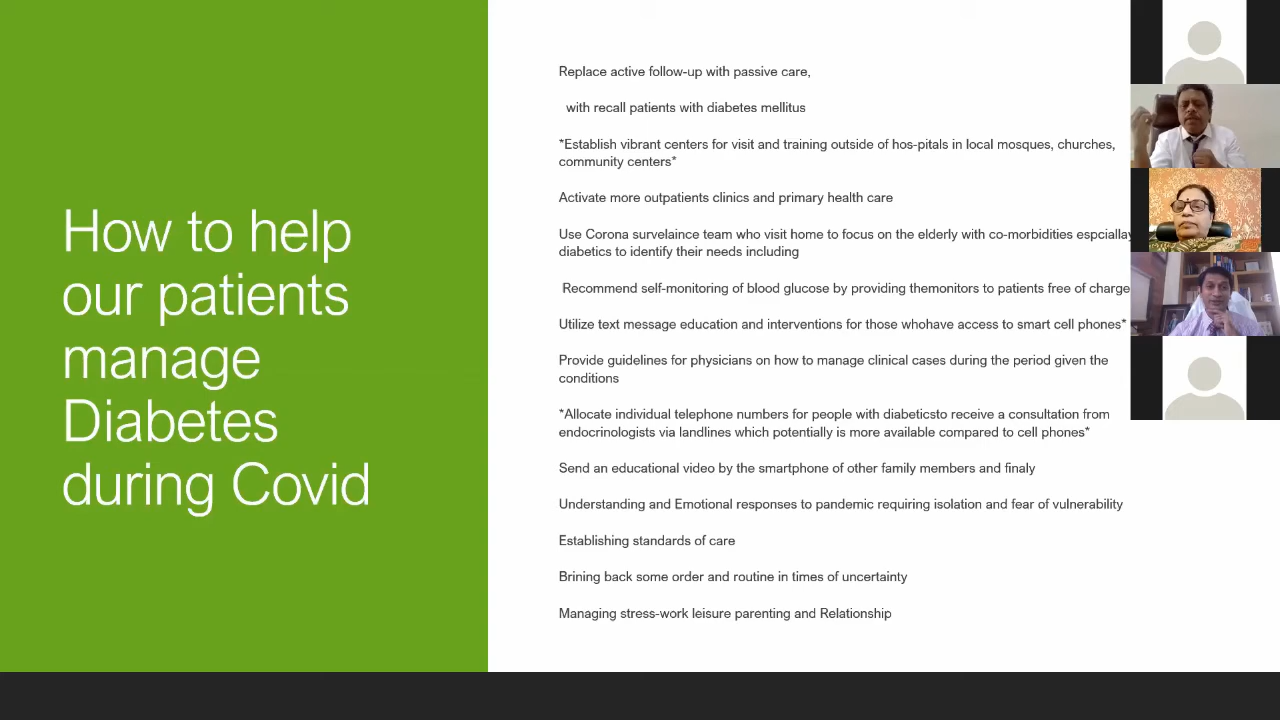 How to help
our patients
manage
Diabetes
during Covid
Replace active follow-up with passive care,
with recall patients with diabetes mellitus
*Establish vibrant centers for visit and training outside of hos-pitals in local mosques, churches,
community centers*
Activate more outpatients clinics and primary health care
Use Corona survelaince team who visit home to focus on the elderly with co-morbidities espciallay
diabetics to identify their needs including
Recommend self-monitoring of blood glucose by providing themonitors to patients free of charge
Utilize text message education and interventions for those whohave access to smart cell phones*
Provide guidelines for physicians on how to manage clinical cases during the period given the
conditions
*Allocate individual telephone numbers for people with diabeticsto receive a consultation from
endocrinologists via landlines which potentially is more available compared to cell phones*
Send an educational video by the smartphone of other family members and finaly
Understanding and Emotional responses to pandemic requiring isolation and fear of vulnerability
Establishing standards of care
Brining back some order and routine in times of uncertainty
Managing stress-work leisure parenting and Relationship